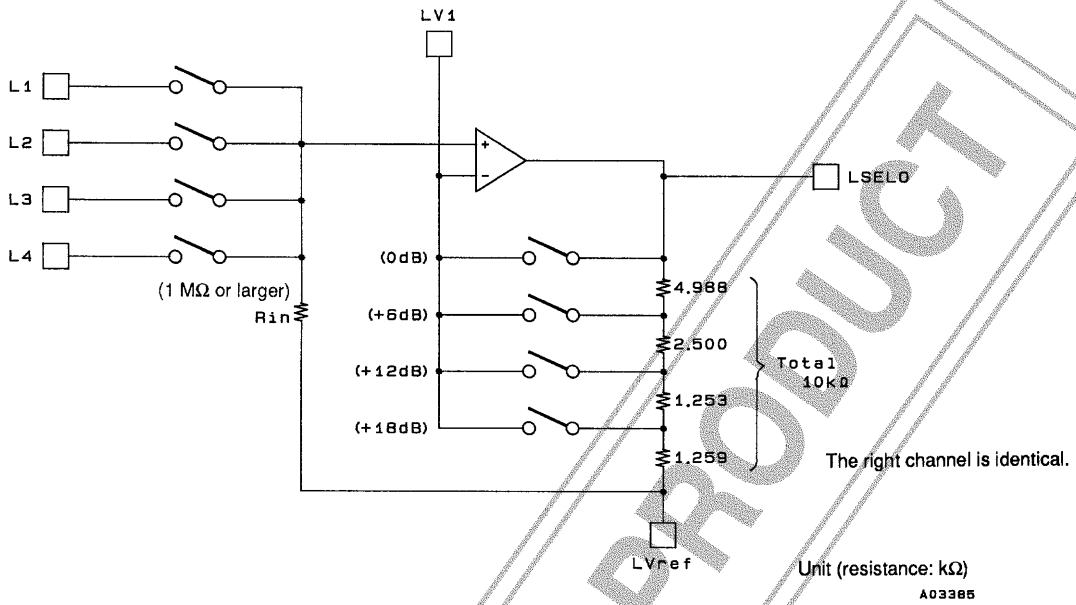 LV1
L1
L2
L3
L4
+
-
LSELO
(0dB)
(+6dB)
(+12dB)
(+18dB)
(1 MΩ or larger)
Rin
4.988
2.500
1.253
1.259
Total
10kΩ
The right channel is identical.
LVref
Unit (resistance: kΩ)
A03385
PRODUCT